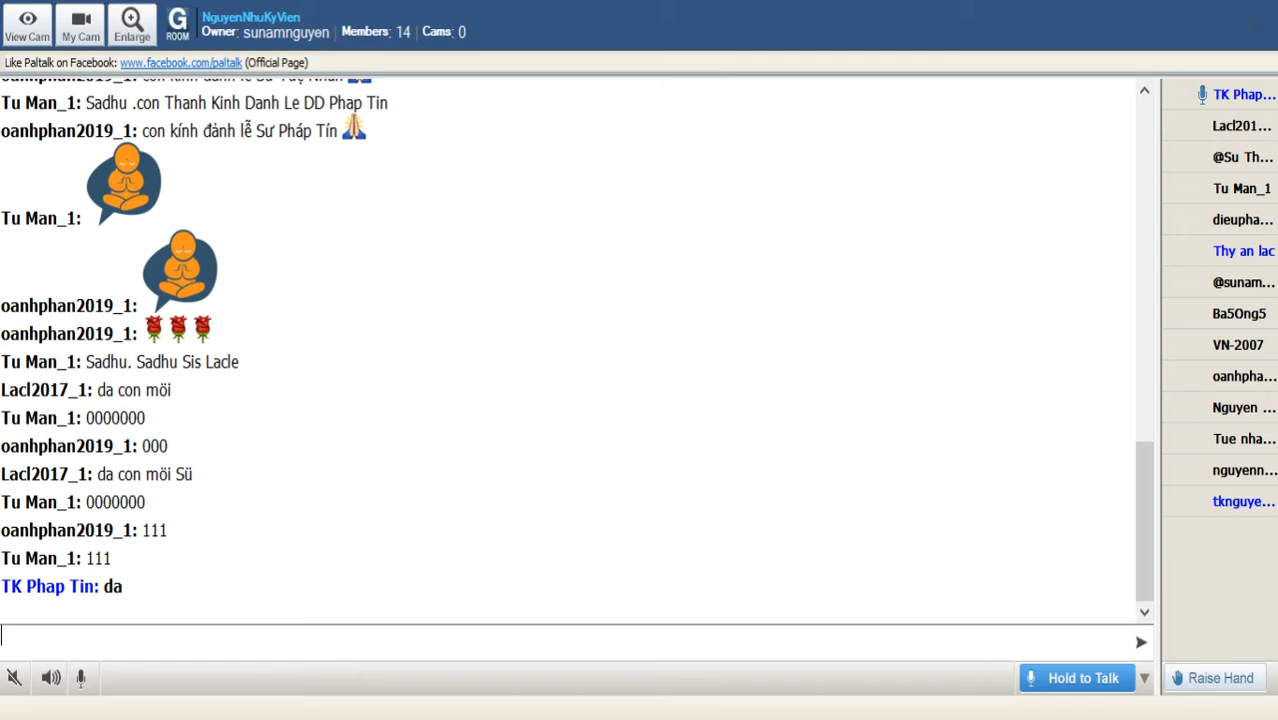 View Cam
My Cam
Enlarge
G
ROOM
NguyenNhuKyVien
Owner: sunamnguyen
Members: 14
Cams: 0
Like Paltalk on Facebook: www.facebook.com/paltalk (Official Page)
Tu Man_1: Sadhu .con Thanh Kinh Danh Le DD Phap Tin
oanhphan2019_1: con kính đành lễ Sư Pháp Tín
Tu Man_1:
oanhphan2019_1:
oanhphan2019_1:
Tu Man_1: Sadhu. Sadhu Sis Lacle
Lacl2017_1: da con möi
Tu Man_1: 0000000
oanhphan2019_1: 000
Lacl2017_1: da con möi Sü
Tu Man_1: 0000000
oanhphan2019_1: 111
Tu Man_1: 111
TK Phap Tin: da
Hold to Talk
TK Phap...
Lacl201...
@Su Th...
Tu Man_1
dieupha...
Thy an lac
@sunam...
Ba5Ong5
VN-2007
oanhpha...
Nguyen ...
Tue nha...
nguyenn...
tknguye...
Raise Hand